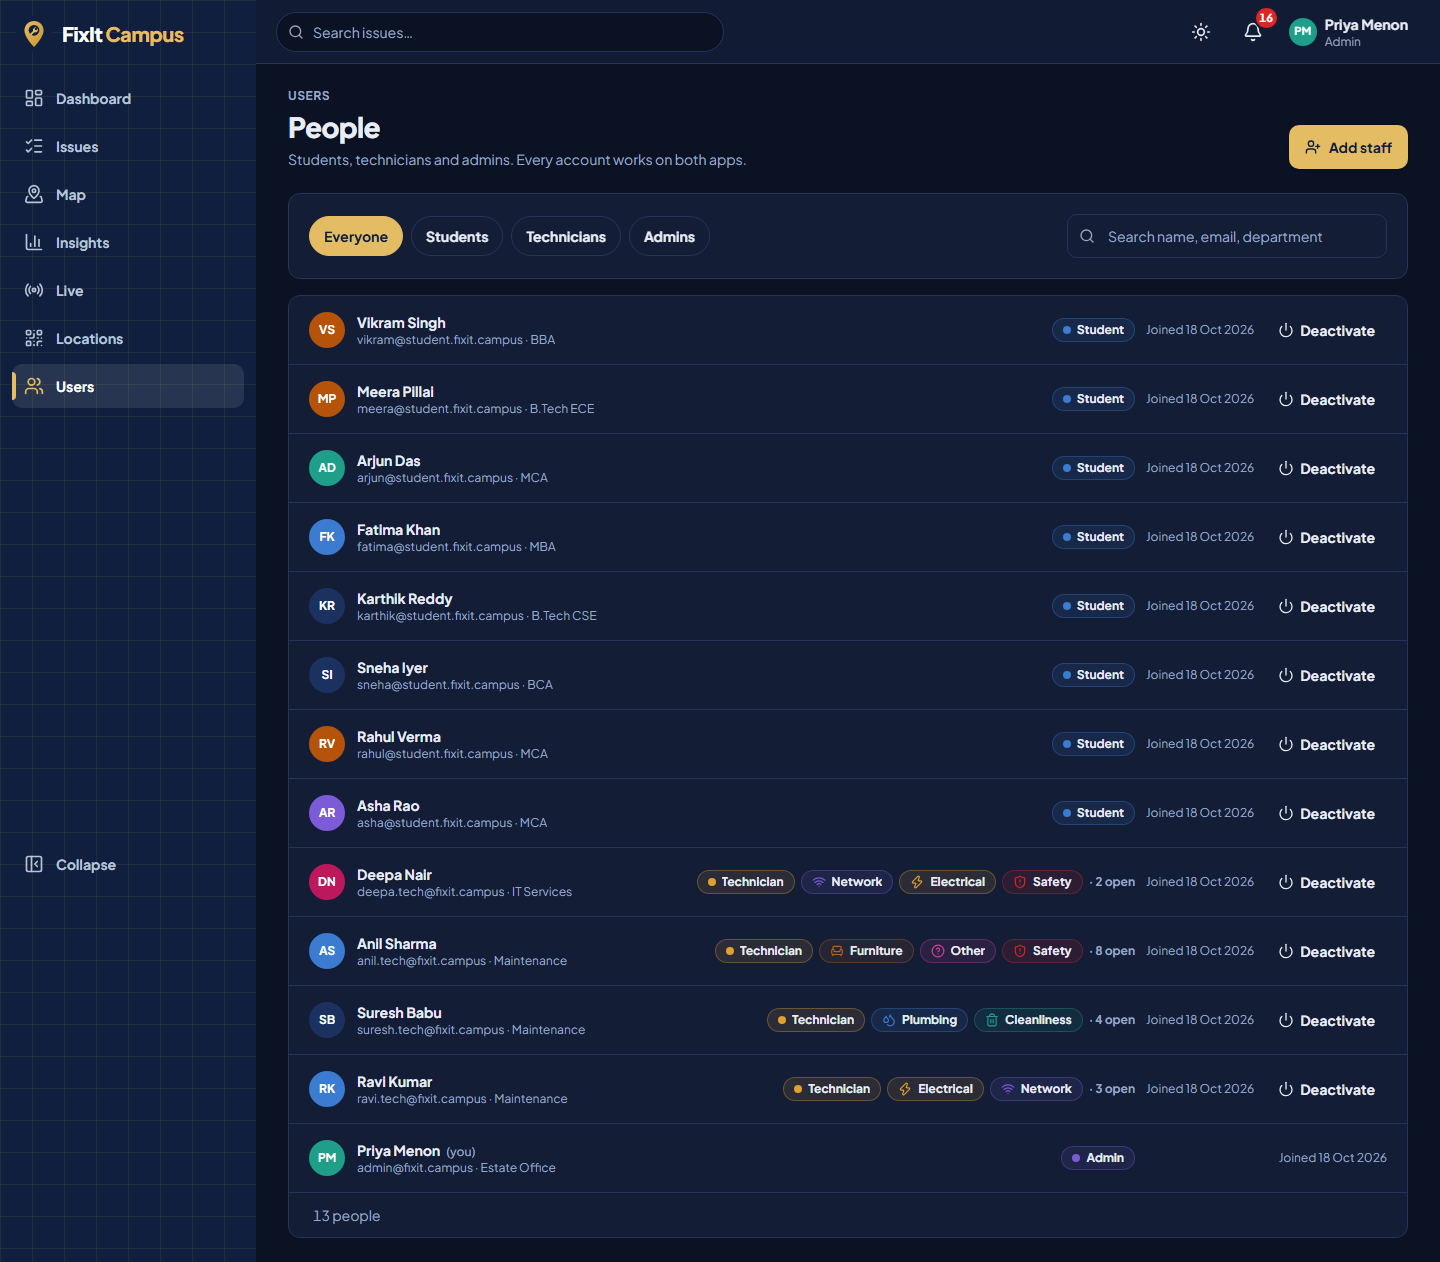 FixIt Campus
Search issues...
16
PM
Priya Menon
Admin
Dashboard
Issues
Map
Insights
Live
Locations
Users
Collapse
USERS
People
Students, technicians and admins. Every account works on both apps.
Add staff
Everyone Students Technicians Admins
Search name, email, department
VS Vikram Singh
vikram@student.fixit.campus · BBA
Student Joined 18 Oct 2026 Deactivate
MP Meera Pillai
meera@student.fixit.campus · B.Tech ECE
Student Joined 18 Oct 2026 Deactivate
AD Arjun Das
arjun@student.fixit.campus · MCA
Student Joined 18 Oct 2026 Deactivate
FK Fatima Khan
fatima@student.fixit.campus · MBA
Student Joined 18 Oct 2026 Deactivate
KR Karthik Reddy
karthik@student.fixit.campus · B.Tech CSE
Student Joined 18 Oct 2026 Deactivate
SI Sneha Iyer
sneha@student.fixit.campus · BCA
Student Joined 18 Oct 2026 Deactivate
RV Rahul Verma
rahul@student.fixit.campus · MCA
Student Joined 18 Oct 2026 Deactivate
AR Asha Rao
asha@student.fixit.campus · MCA
Student Joined 18 Oct 2026 Deactivate
DN Deepa Nair
deepa.tech@fixit.campus · IT Services
Technician Network Electrical Safety · 2 open Joined 18 Oct 2026 Deactivate
AS Anil Sharma
anil.tech@fixit.campus · Maintenance
Technician Furniture Other Safety · 8 open Joined 18 Oct 2026 Deactivate
SB Suresh Babu
suresh.tech@fixit.campus · Maintenance
Technician Plumbing Cleanliness · 4 open Joined 18 Oct 2026 Deactivate
RK Ravi Kumar
ravi.tech@fixit.campus · Maintenance
Technician Electrical Network · 3 open Joined 18 Oct 2026 Deactivate
PM Priya Menon (you)
admin@fixit.campus · Estate Office
Admin Joined 18 Oct 2026
13 people